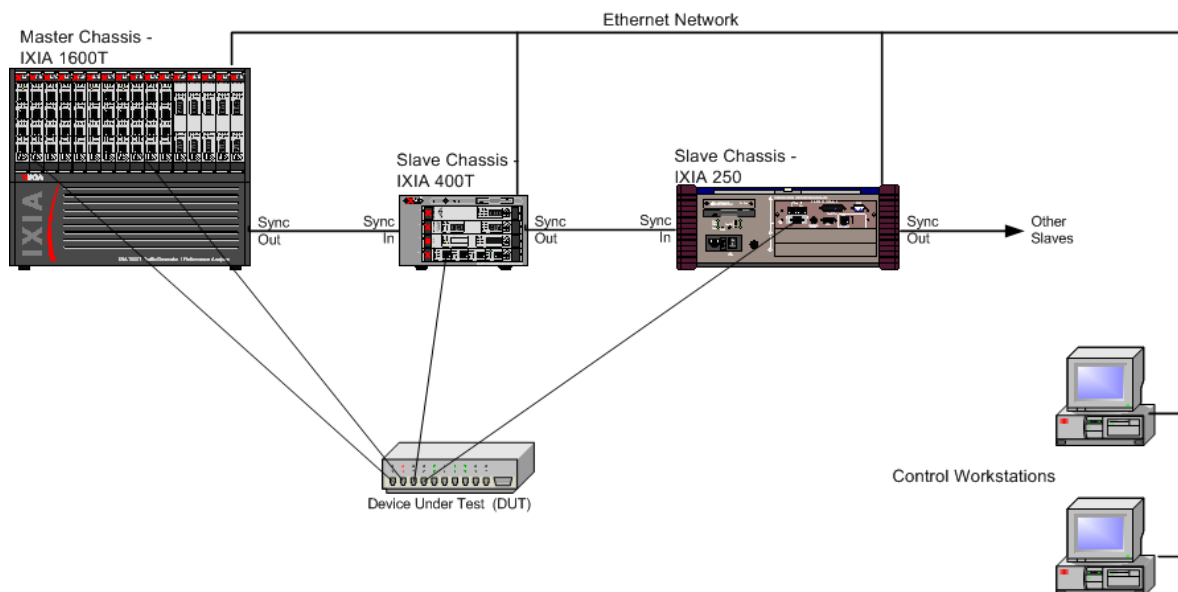 Ethernet Network
Master Chassis -
IXIA 1600T
Slave Chassis -
IXIA 400T
Slave Chassis -
IXIA 250
IXIA
IXIA
Sync
Out
Sync
In
Sync
Out
Sync
In
Sync
Out
Other
Slaves
Device Under Test (DUT)
Control Workstations